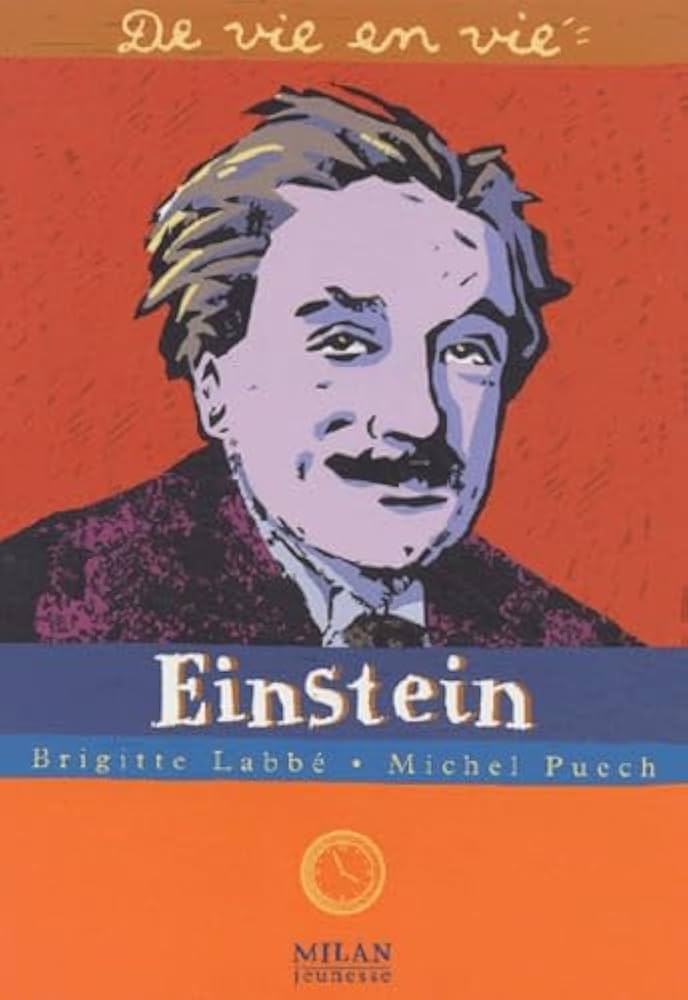 De vie en vie
Einstein
Brigitte Labbé • Michel Puech
MILAN
jeunesse